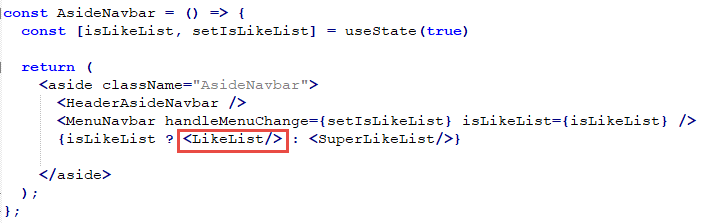 const AsideNavbar = () => {
const [isLikeList, setIsLikeList] = useState(true)
return (
<aside className="AsideNavbar">
<HeaderAsideNavbar />
<MenuNavbar handleMenuChange={setIsLikeList} isLikeList={isLikeList} />
{isLikeList ? <LikeList/> : <SuperLikeList/>}
</aside>
);
};